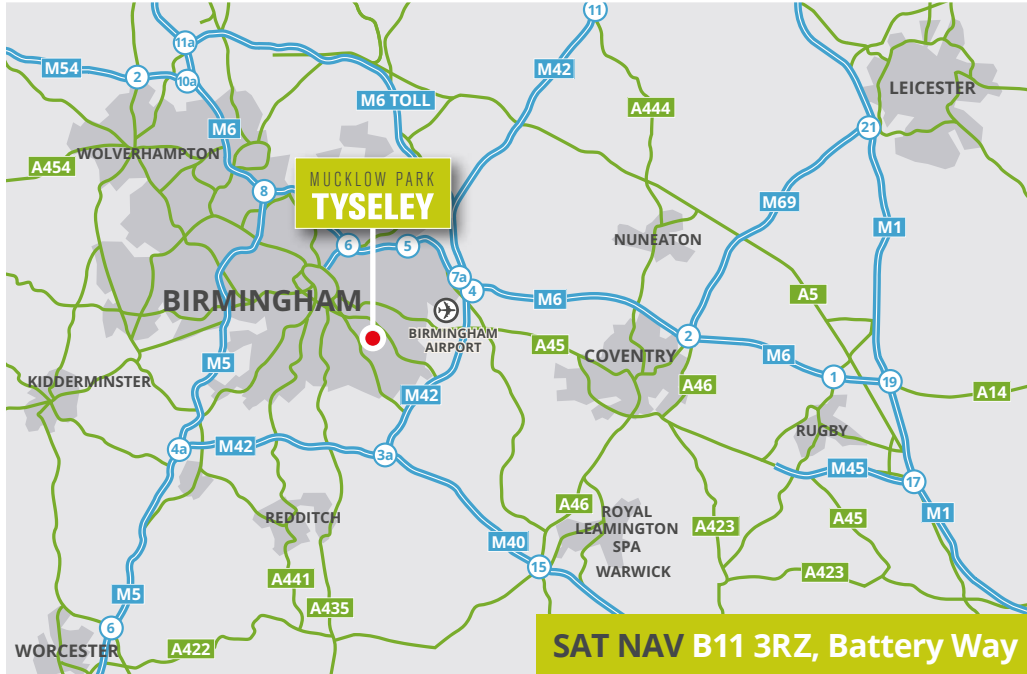 11
11a
M54
2
10a
M42
M6 TOLL
LEICESTER
A444
M6
21
WOLVERHAMPTON
A454
MUCKLOW PARK
TYSELEY
8
M69
M1
NUNEATON
6
5
7a
4
A5
M6
BIRMINGHAM
BIRMINGHAM
AIRPORT
2
A45
COVENTRY
M6
M5
KIDDERMINSTER
A46
1
19
A14
M42
RUGBY
4a
M42
3a
M45
17
A46
ROYAL
LEAMINGTON
SPA
WARWICK
REDDITCH
A423
A45
M1
M40
15
A441
A423
M5
A435
6
WORCESTER
A422
SAT NAV B11 3RZ, Battery Way